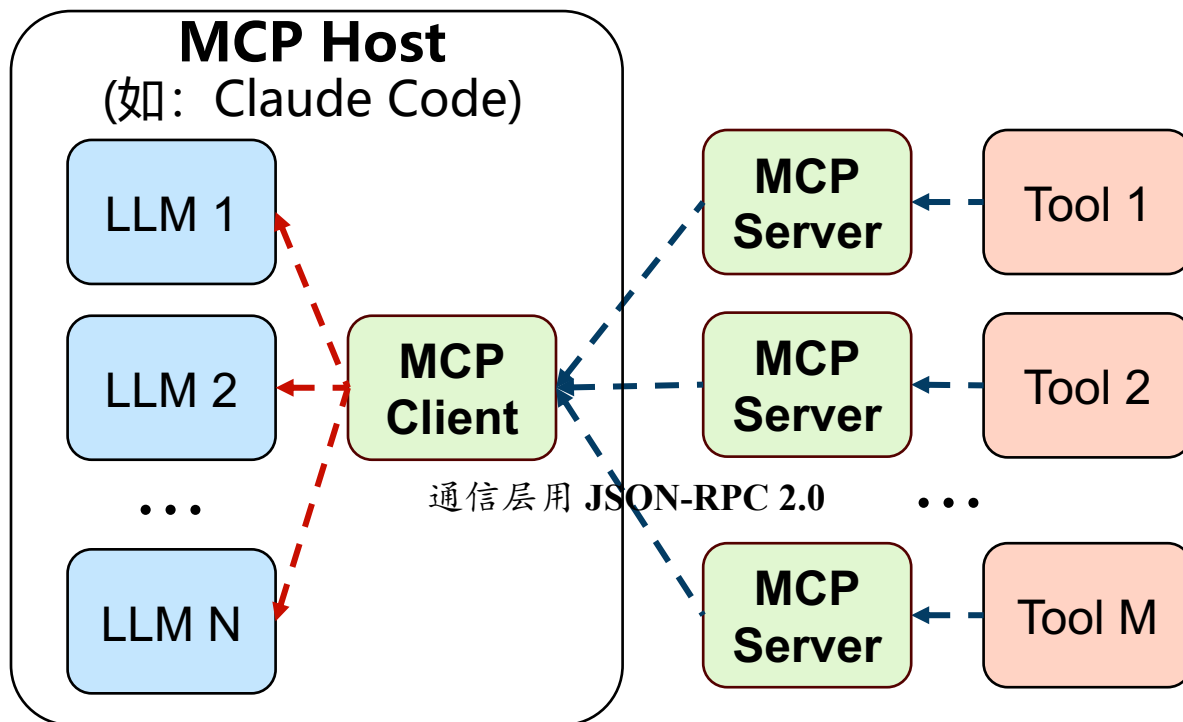 MCP Host
(如：Claude Code)
LLM 1
MCP
Server
Tool 1
LLM 2
MCP
Client
MCP
Server
Tool 2
...
通信层用 JSON-RPC 2.0
...
LLM N
MCP
Server
Tool M